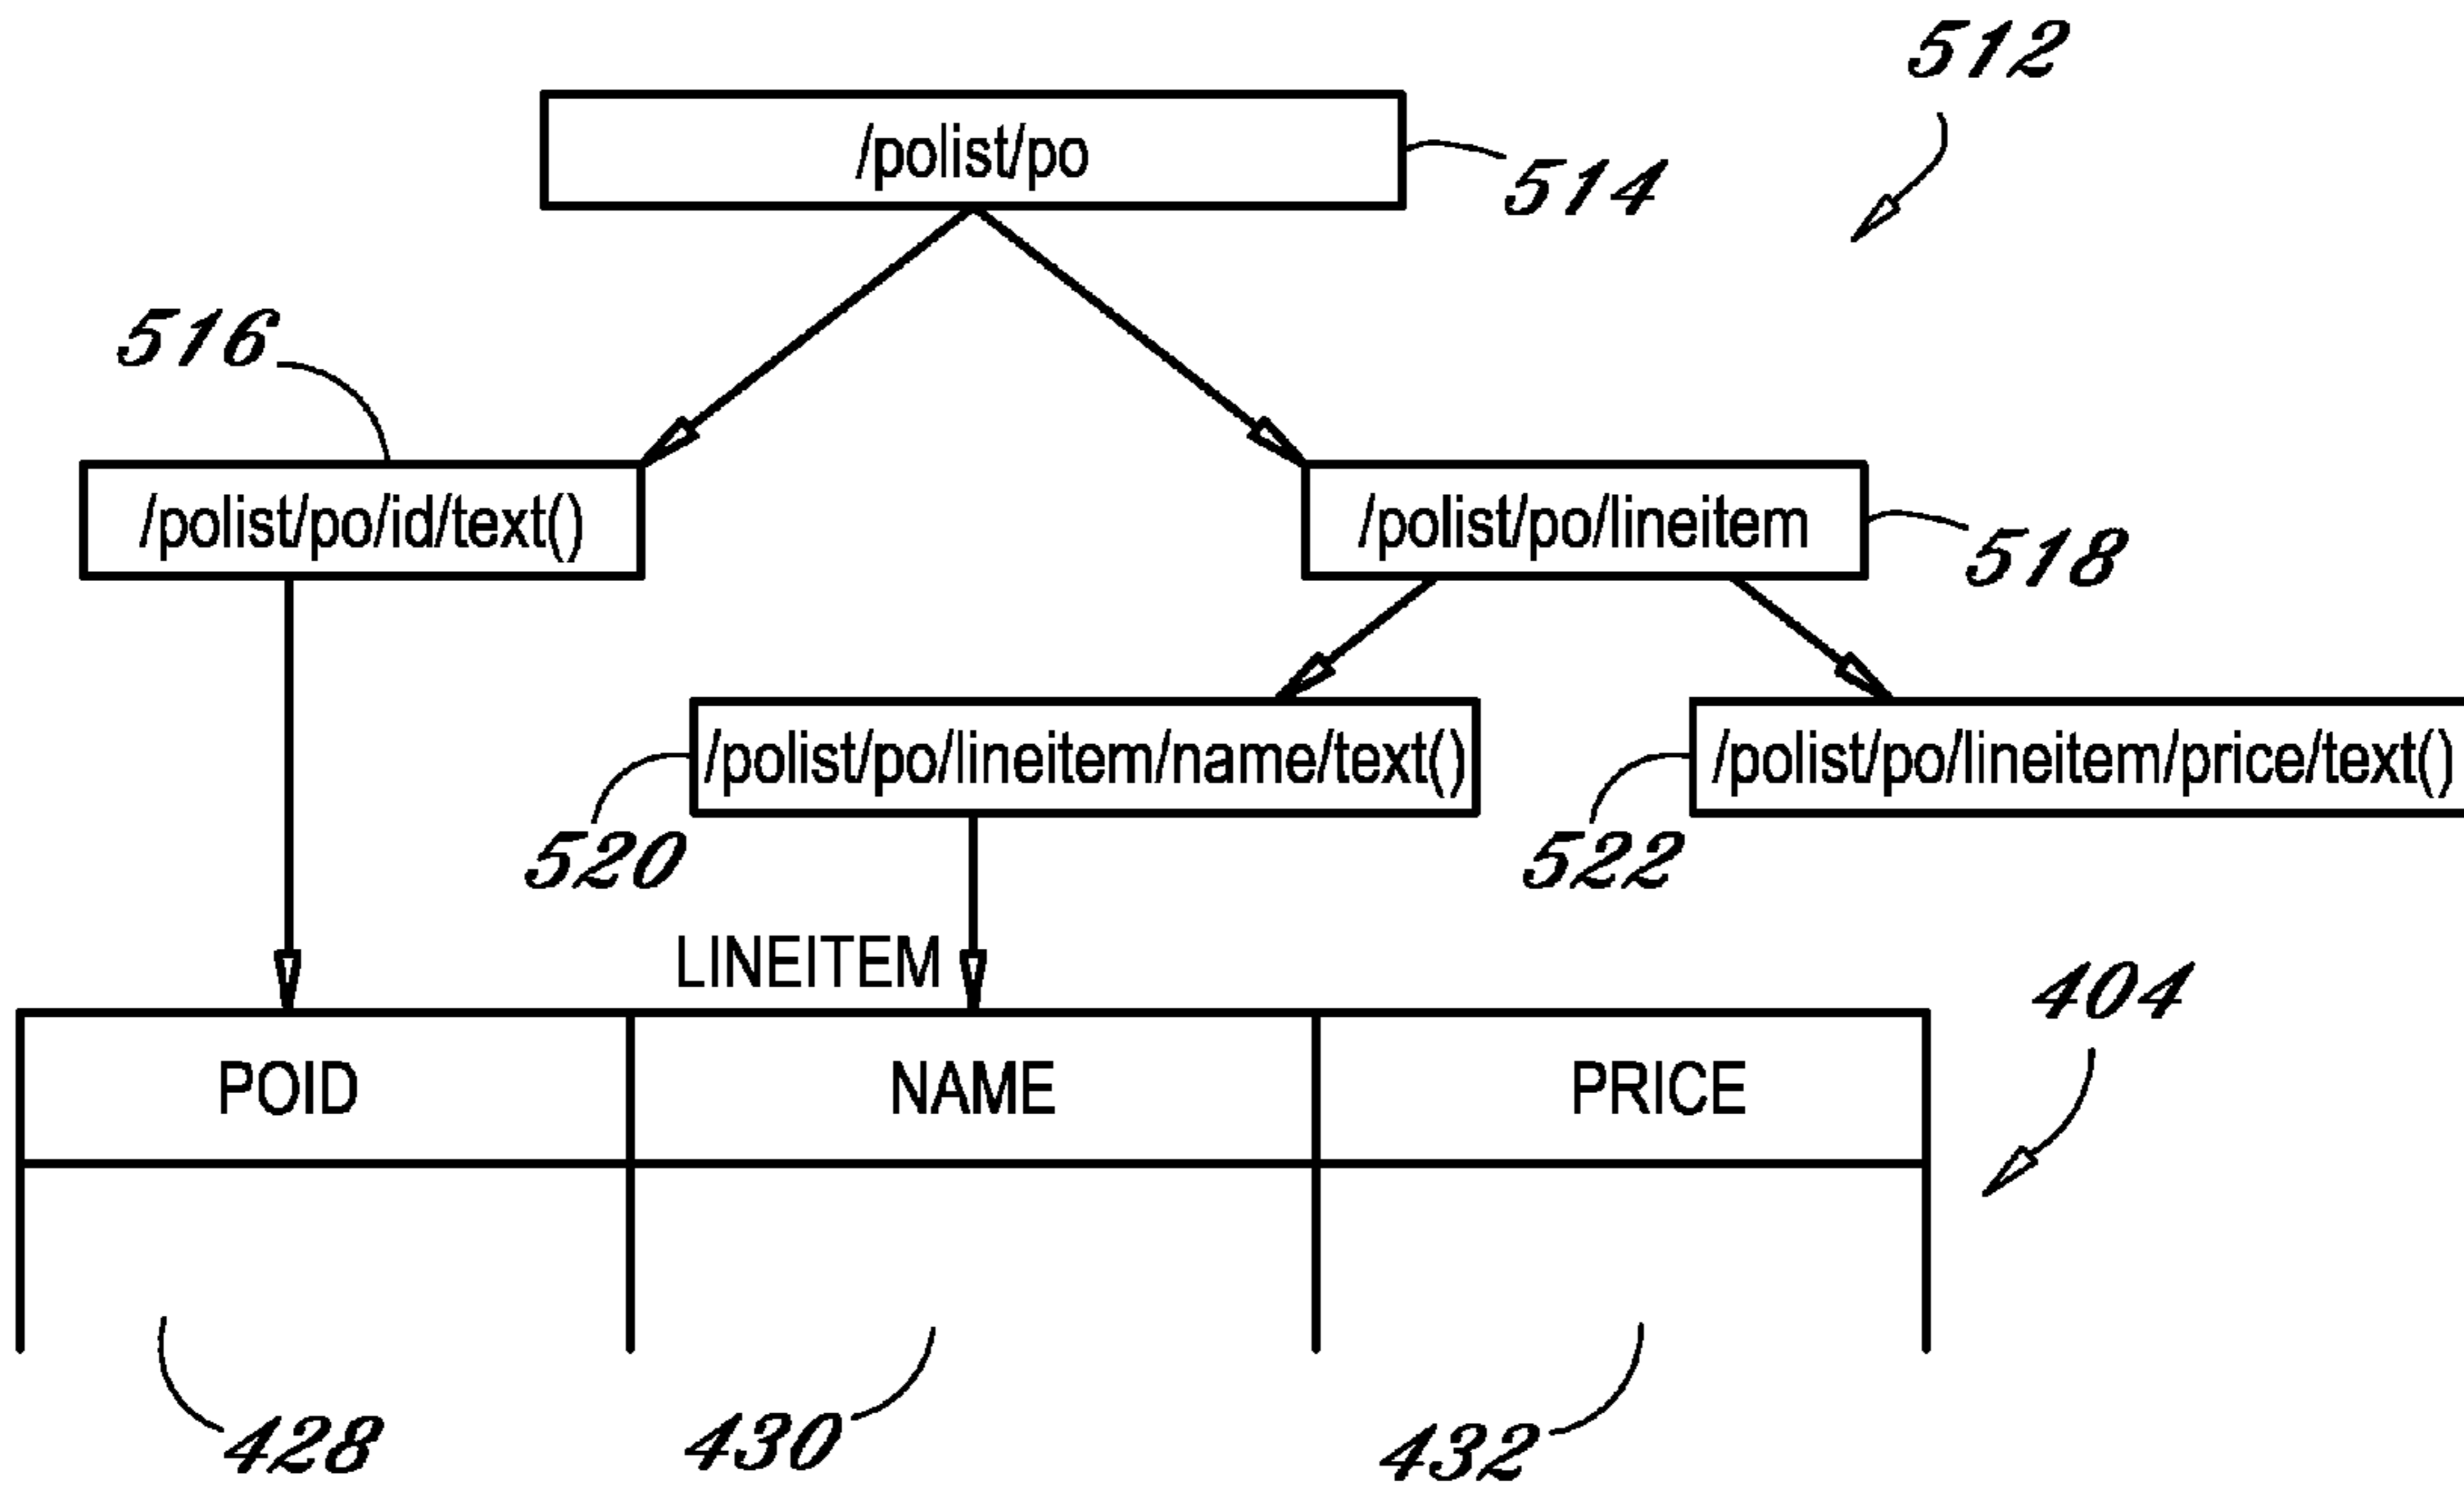 512
/polist/po
514
516
/polist/po/id/text()
/polist/po/lineitem
518
/polist/po/lineitem/name/text()
/polist/po/lineitem/price/text()
520
522
LINEITEM
404
POID
NAME
PRICE
428
430
432